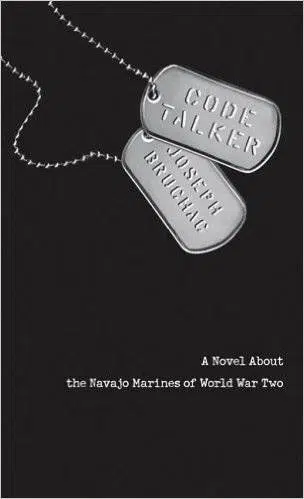 CODE
TALKER
JOSEPH
BRUCHAC
A Novel About
the Navajo Marines of World War Two